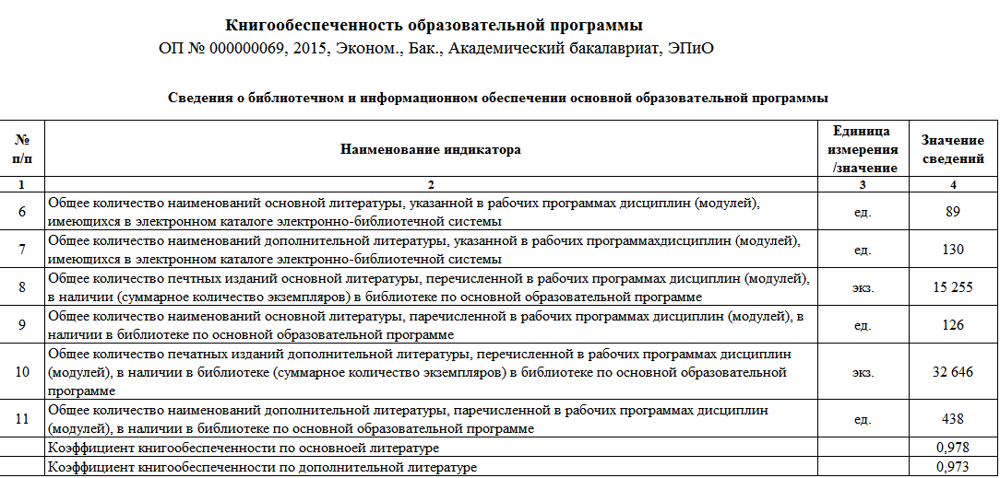 Книгообеспеченность образовательной программы
ОП № 000000069, 2015, Эконом., Бак., Академический бакалавриат, ЭПиО
Сведения о библиотечном и информационном обеспечении основной образовательной программы
№
п/п
Наименование индикатора
Единица
измерения
/значение
Значение
сведений
1 2 3 4
6 Общее количество наименований основной литературы, указанной в рабочих программах дисциплин (модулей),
имеющихся в электронном каталоге электронно-библиотечной системы ед. 89
7 Общее количество наименований дополнительной литературы, указанной в рабочих программахдисциплин (модулей),
имеющихся в электронном каталоге электронно-библиотечной системы ед. 130
8 Общее количество печтных изданий основной литературы, перечисленной в рабочих программах дисциплин (модулей),
в наличии (суммарное количество экземпляров) в библиотеке по основной образовательной программе экз. 15 255
9 Общее количество наименований основной литературы, паречисленной в рабочих программах дисциплин (модулей), в
наличии в библиотеке по основной образовательной программе ед. 126
10 Общее количество печатных изданий дополнительной литературы, перечисленной в рабочих программах дисциплин
(модулей), в наличии в библиотеке (суммарное количество экземпляров) в библиотеке по основной образовательной
программе экз. 32 646
11 Общее количество наименований дополнительной литературы, паречисленной в рабочих программах дисциплин
(модулей), в наличии в библиотеке по основной образовательной программе ед. 438
Коэффициент книгообеспеченности по основноей литературе 0,978
Коэффициент книгообеспеченности по дополнительной литературе 0,973